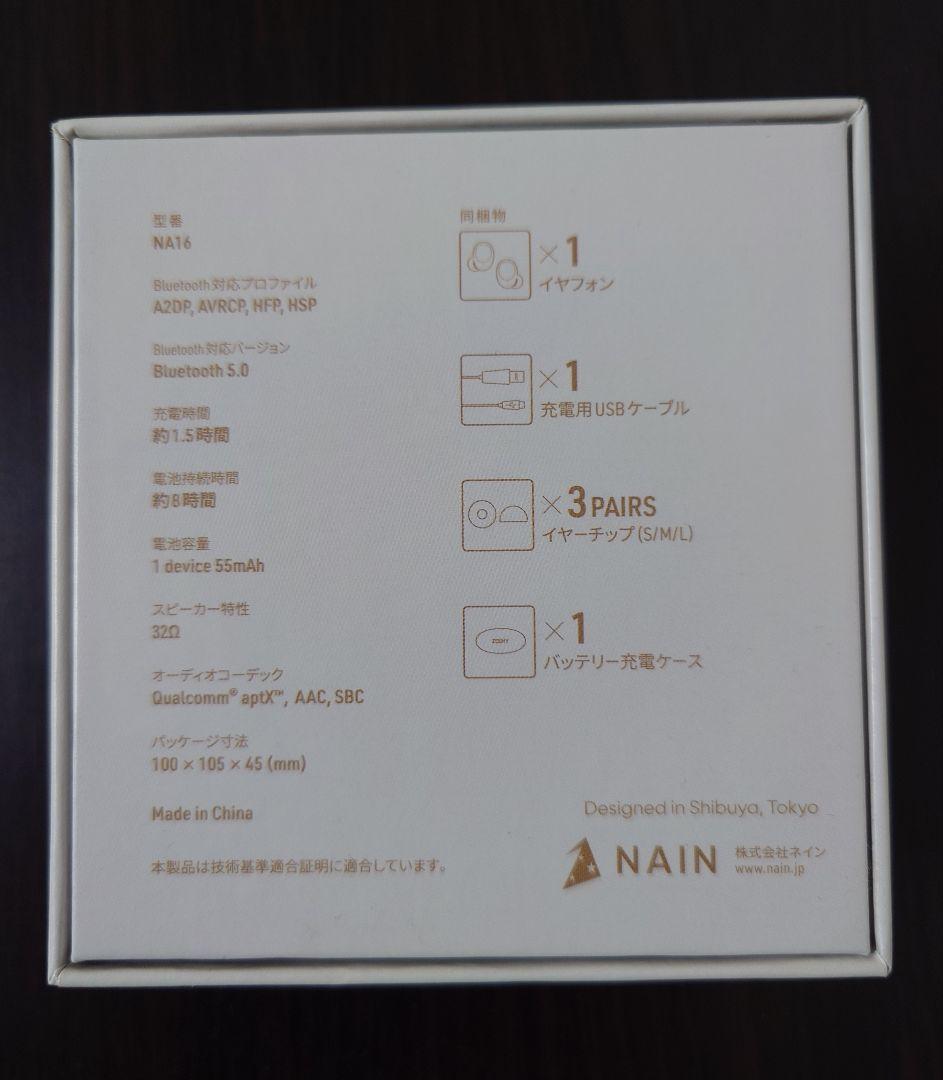 型番
NA16
Bluetooth対応プロファイル
A2DP, AVRCP, HFP, HSP
Bluetooth対応バージョン
Bluetooth 5.0
充電時間
約1.5時間
電池持続時間
約8時間
電池容量
1 device 55mAh
スピーカー特性
32Ω
オーディオコーデック
Qualcomm® aptX™, AAC, SBC
パッケージ寸法
100 × 105 × 45 (mm)
Made in China
本製品は技術基準適合証明に適合しています。
同梱物
×1
イヤフォン
×1
充電用USBケーブル
×3 PAIRS
イヤーチップ(S/M/L)
ZEENY
×1
バッテリー充電ケース
Designed in Shibuya, Tokyo
NAIN
株式会社ネイン
www.nain.jp